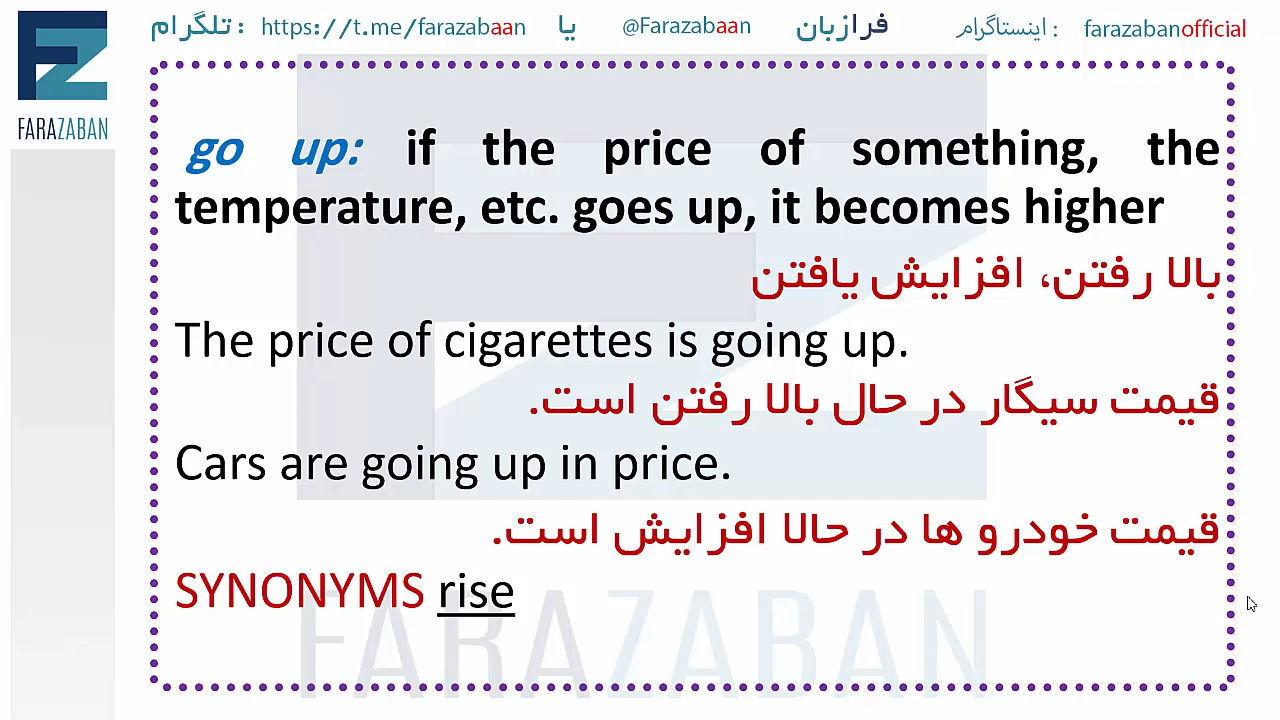 تلگرام : https://t.me/farazabaan یا @Farazabaan فرازبان اینستاگرام : farazabanofficial
FARAZABAN
go up: if the price of something, the
temperature, etc. goes up, it becomes higher
بالا رفتن، افزایش یافتن
The price of cigarettes is going up.
قیمت سیگار در حال بالا رفتن است.
Cars are going up in price.
قیمت خودرو ها در حالا افزایش است.
SYNONYMS rise
FARAZABAN